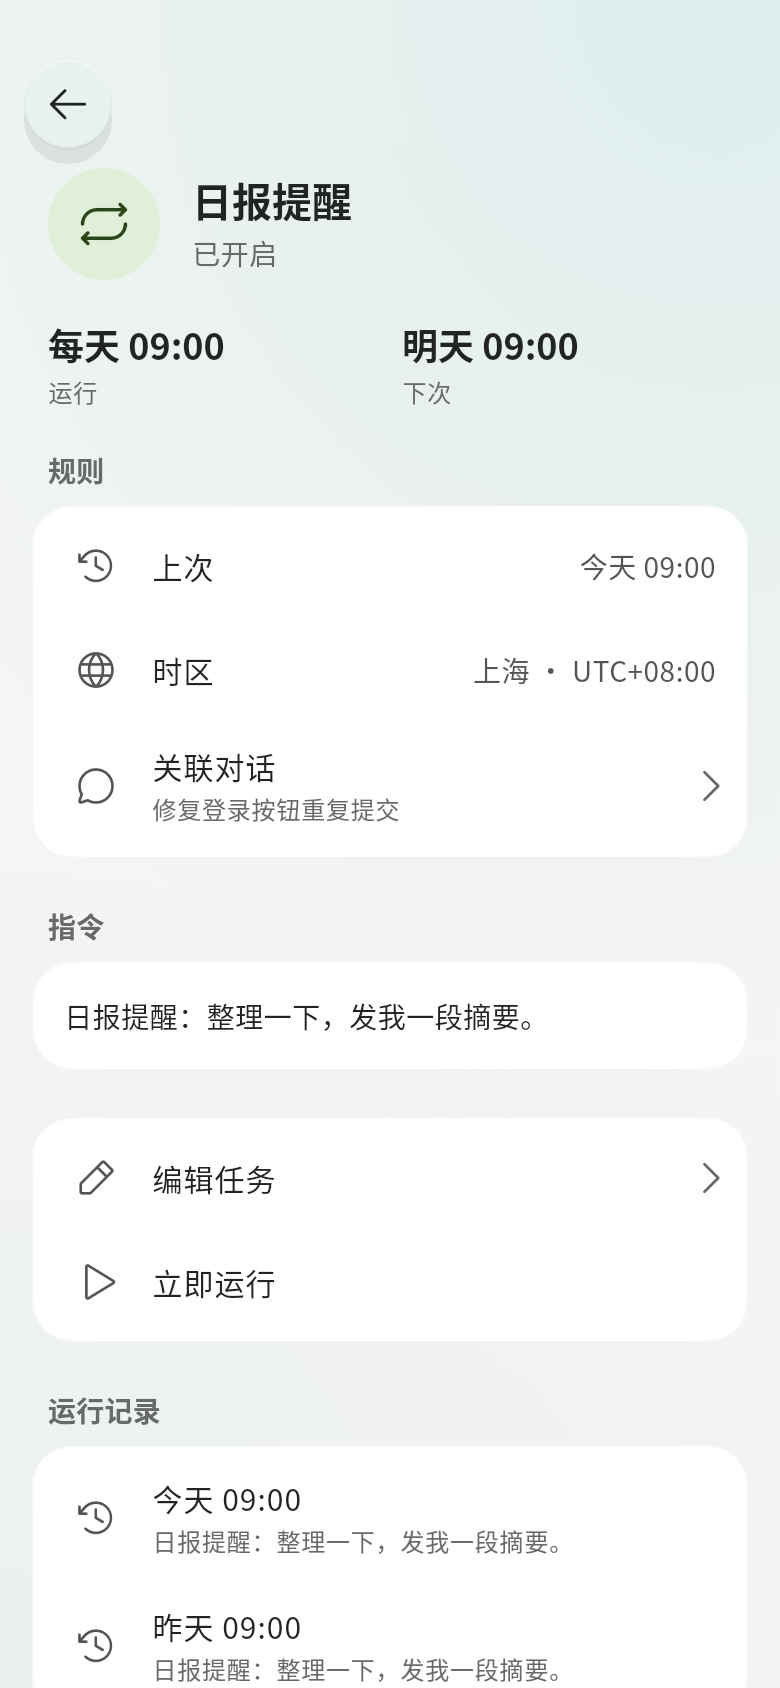 日报提醒
已开启
每天 09:00
运行
明天 09:00
下次
规则
上次
今天 09:00
时区
上海 · UTC+08:00
关联对话
修复登录按钮重复提交
指令
日报提醒：整理一下，发我一段摘要。
编辑任务
立即运行
运行记录
今天 09:00
日报提醒：整理一下，发我一段摘要。
昨天 09:00
日报提醒：整理一下，发我一段摘要。